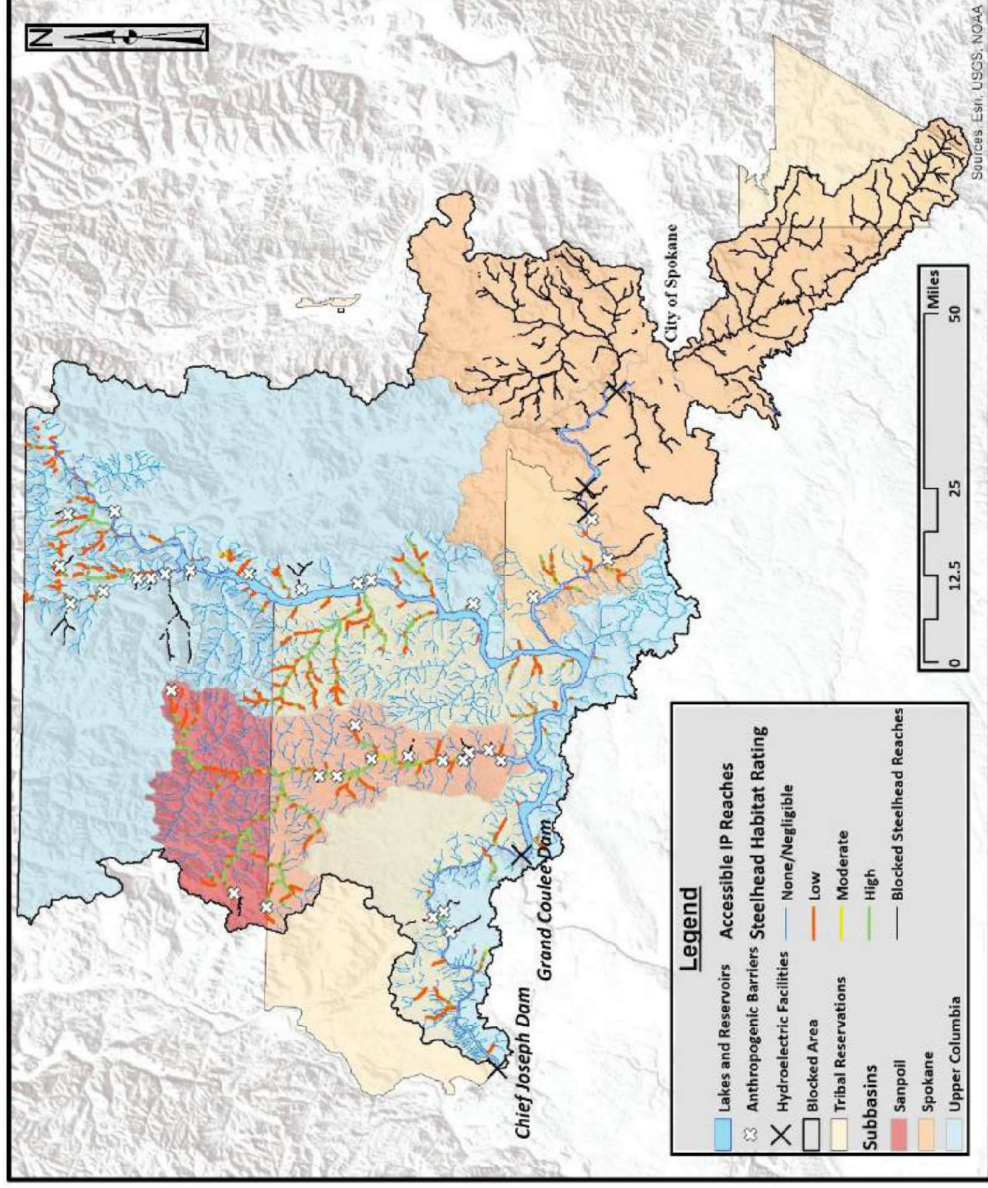 N
City of Spokane
Grand Coulee Dam
Chief Joseph Dam
Legend
Lakes and Reservoirs
Anthropogenic Barriers
Hydroelectric Facilities
Blocked Area
Tribal Reservations
Subbasins
Sanpoil
Spokane
Upper Columbia
Accessible IP Reaches
Steelhead Habitat Rating
None/Negligible
Low
Moderate
High
Blocked Steelhead Reaches
0 12.5 25 50
Miles
Sources: Esri, USGS, NOAA